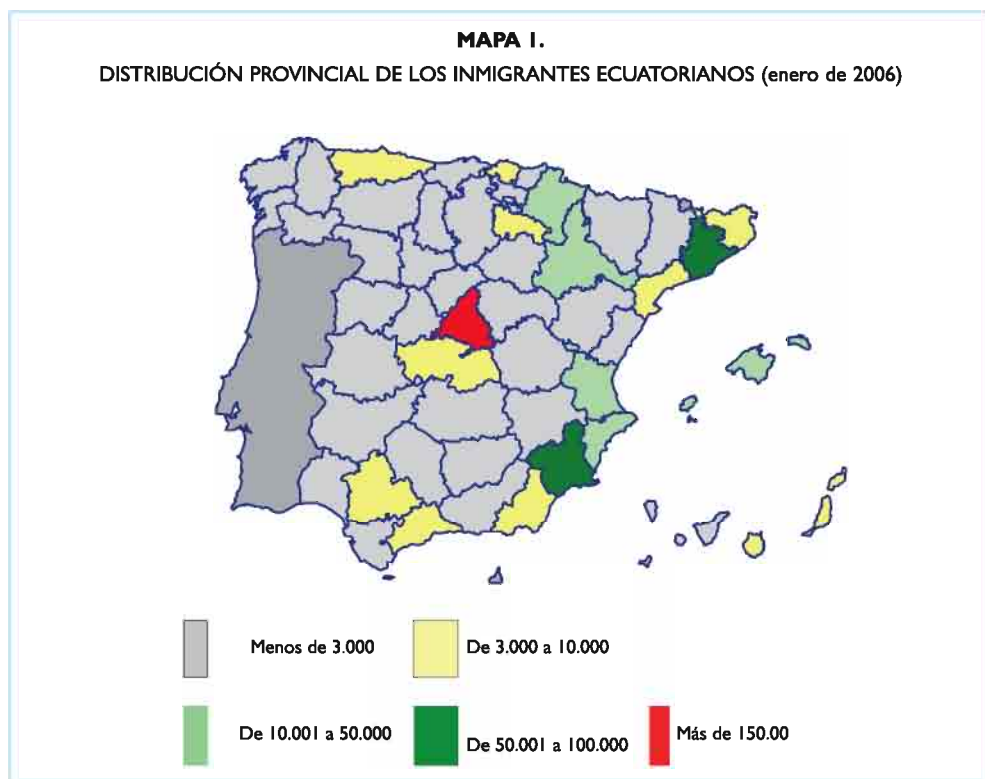 MAPA 1.
DISTRIBUCIÓN PROVINCIAL DE LOS INMIGRANTES ECUATORIANOS (enero de 2006)
Menos de 3.000
De 3.000 a 10.000
De 10.001 a 50.000
De 50.001 a 100.000
Más de 150.00